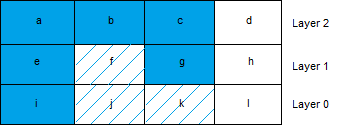 a b c d Layer 2
e f g h Layer 1
i j k l Layer 0